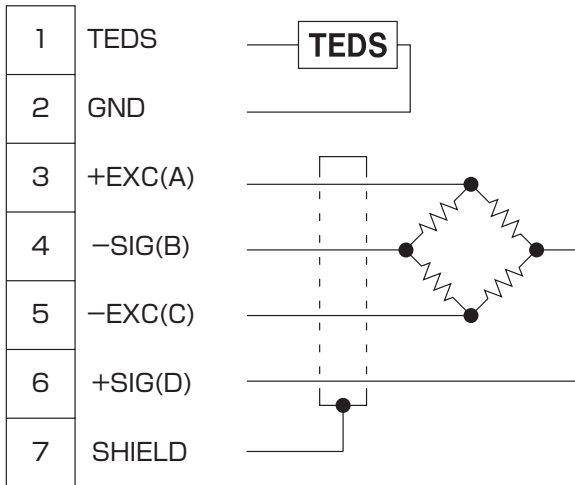 1 TEDS
TEDS
2 GND
3 +EXC(A)
4 −SIG(B)
5 −EXC(C)
6 +SIG(D)
7 SHIELD